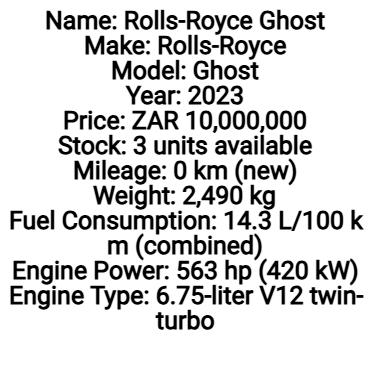 Name: Rolls-Royce Ghost
Make: Rolls-Royce
Model: Ghost
Year: 2023
Price: ZAR 10,000,000
Stock: 3 units available
Mileage: 0 km (new)
Weight: 2,490 kg
Fuel Consumption: 14.3 L/100 k
m (combined)
Engine Power: 563 hp (420 kW)
Engine Type: 6.75-liter V12 twin-
turbo